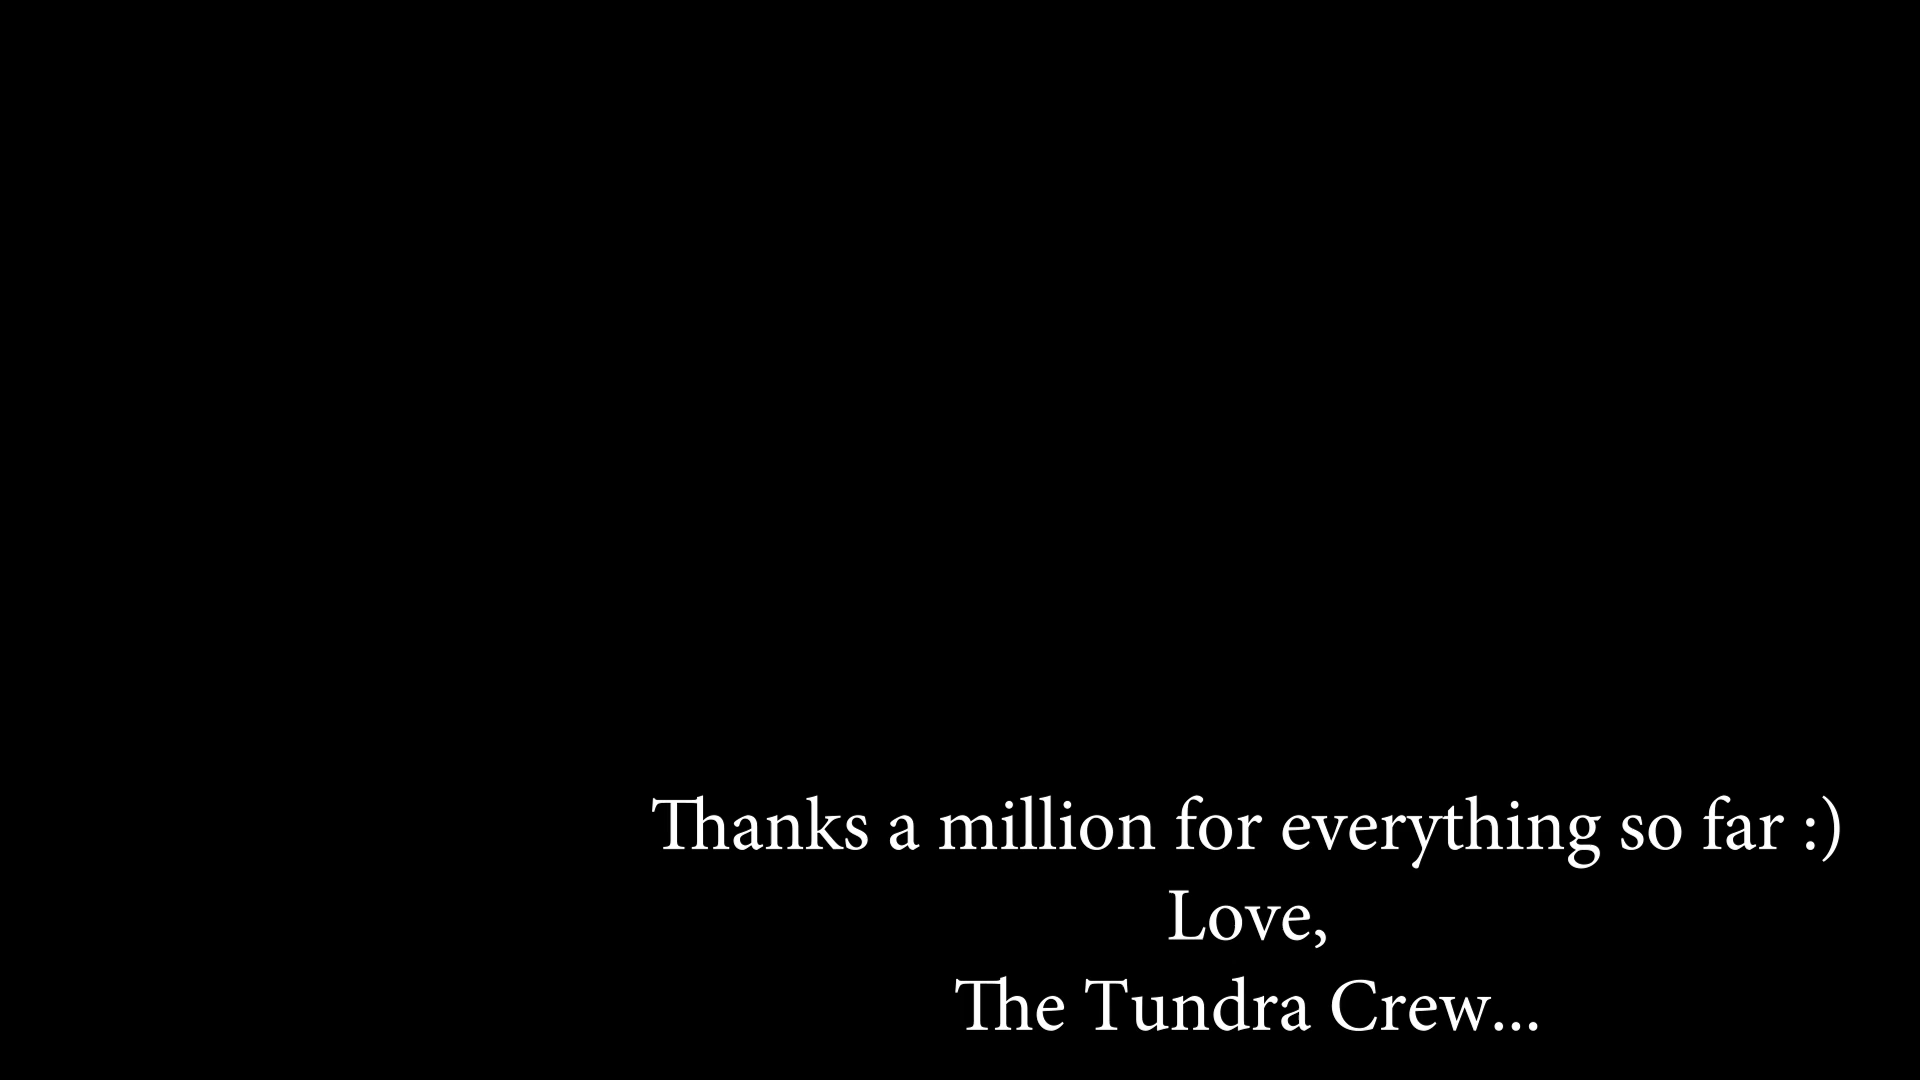 Thanks a million for everything so far :)
Love,
The Tundra Crew...